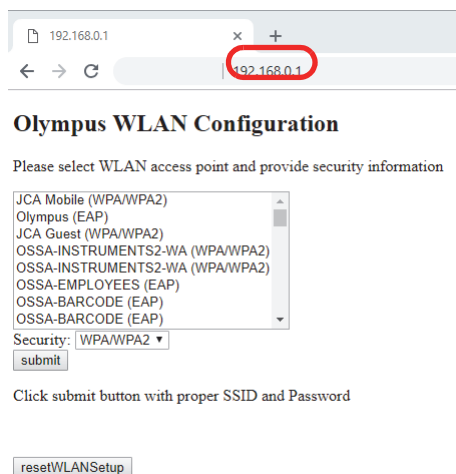 192.168.0.1
192.168.0.1
Olympus WLAN Configuration
Please select WLAN access point and provide security information
JCA Mobile (WPA/WPA2)
Olympus (EAP)
JCA Guest (WPA/WPA2)
OSSA-INSTRUMENTS2-WA (WPA/WPA2)
OSSA-INSTRUMENTS2-WA (WPA/WPA2)
OSSA-EMPLOYEES (EAP)
OSSA-BARCODE (EAP)
OSSA-BARCODE (EAP)
Security: WPA/WPA2
submit
Click submit button with proper SSID and Password
resetWLANSetup